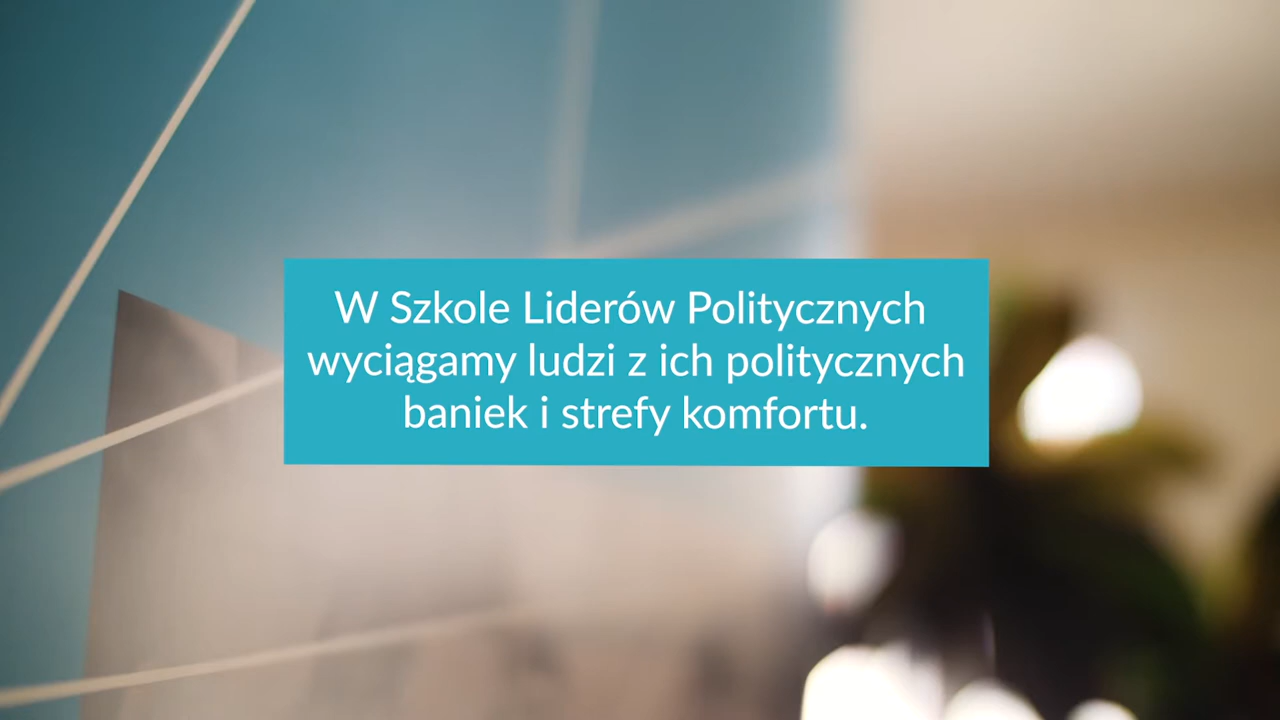 W Szkole Liderów Politycznych
wyciągamy ludzi z ich politycznych
baniek i strefy komfortu.